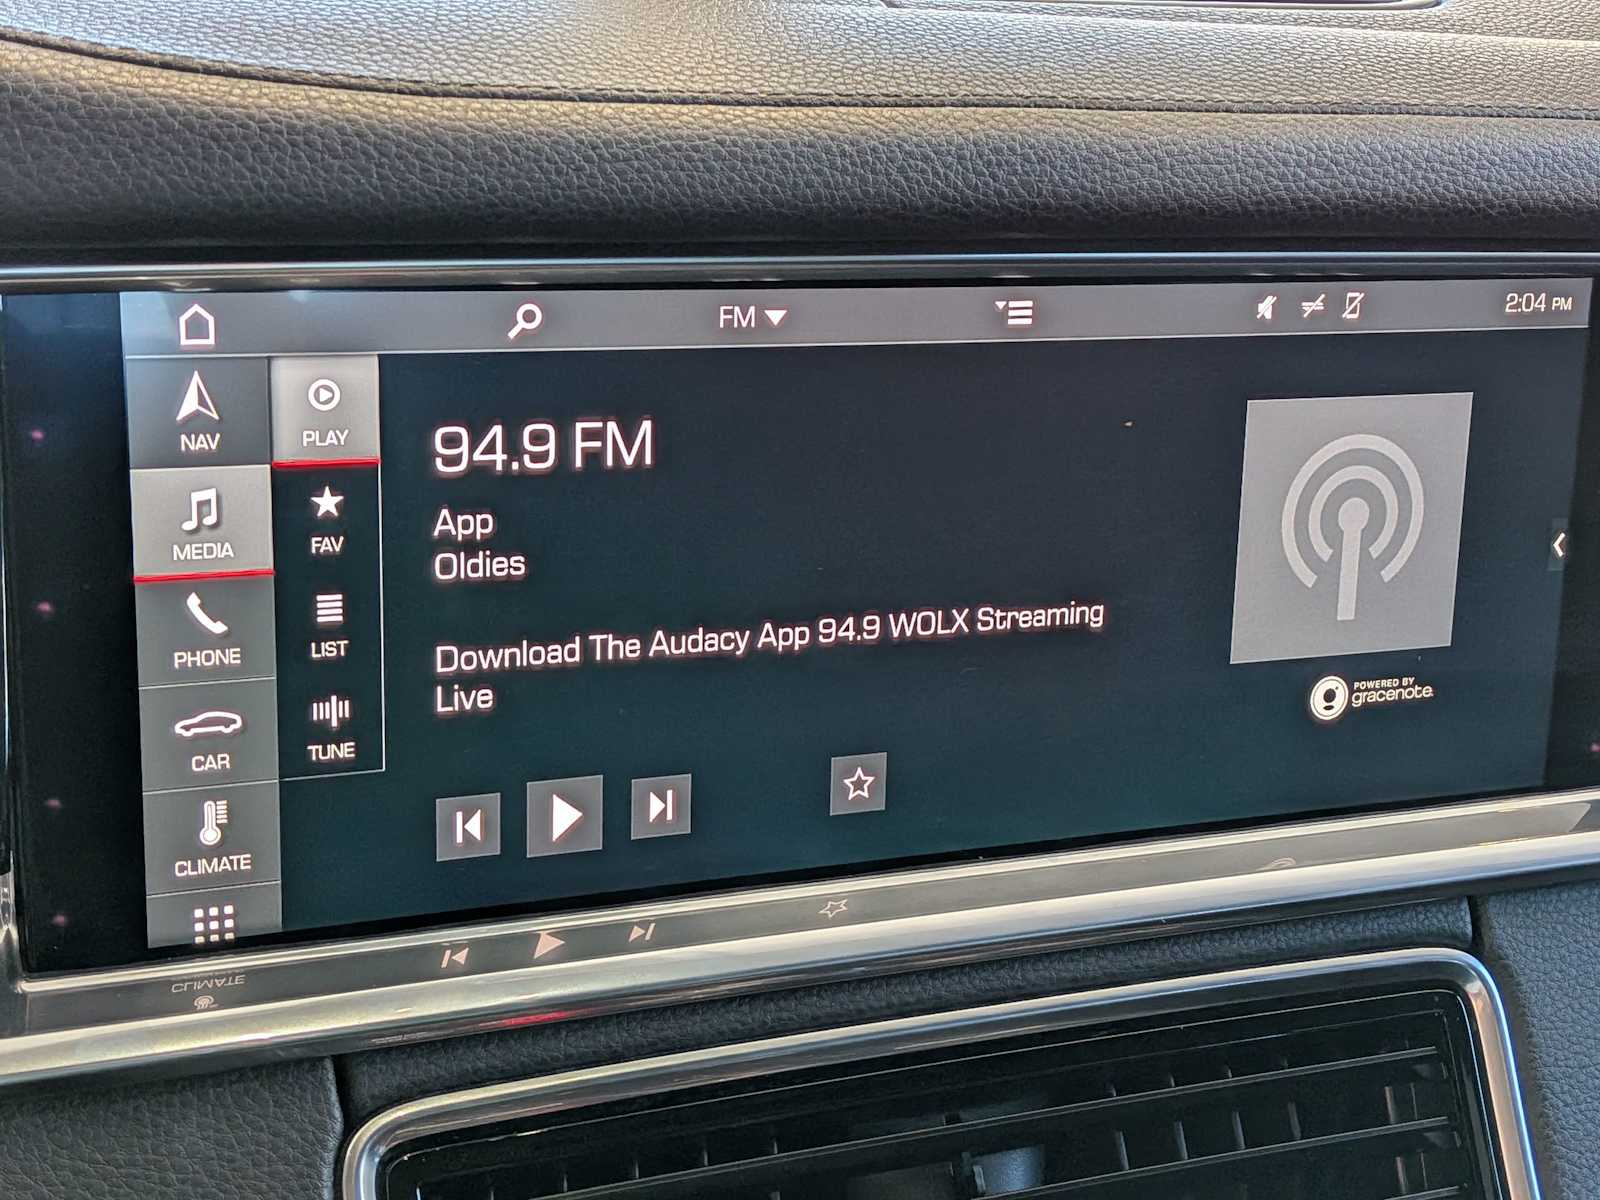 FM
2:04 PM
NAV
PLAY
MEDIA
FAV
PHONE
LIST
CAR
TUNE
CLIMATE
94.9 FM
App
Oldies
Download The Audacy App 94.9 WOLX Streaming
Live
POWERED BY
gracenote.
CLIMATE